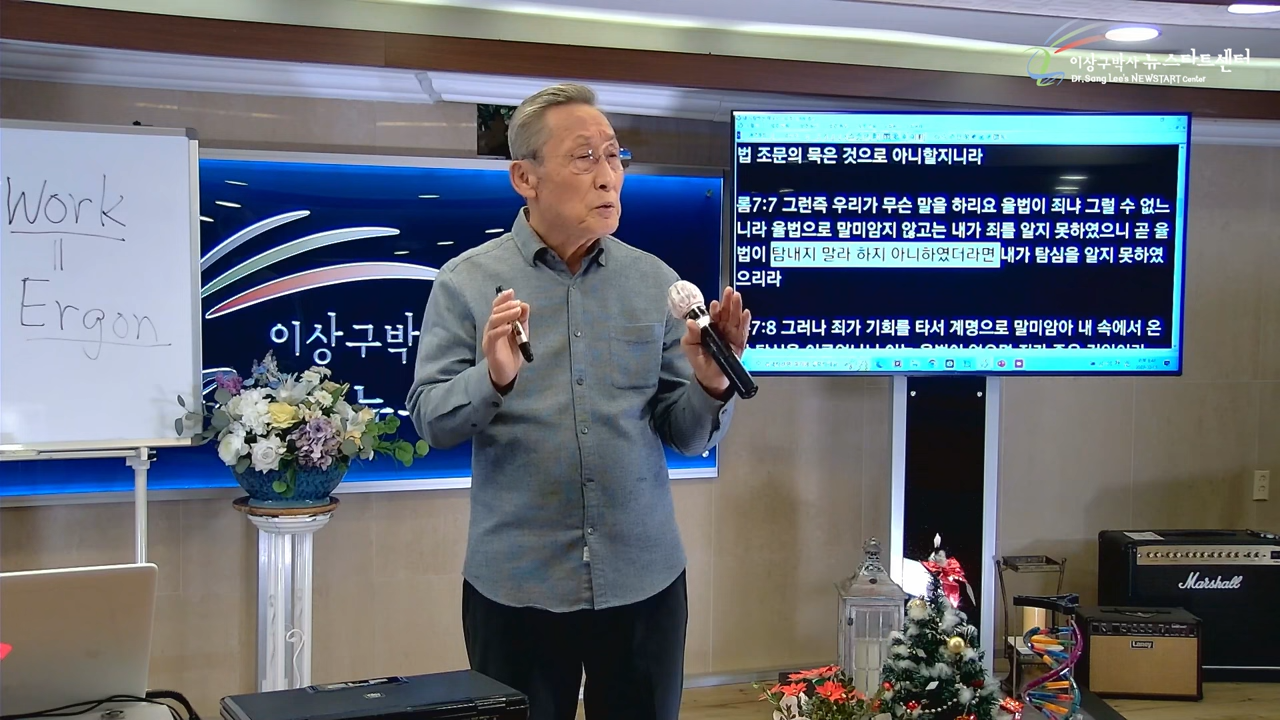 이상구박사 뉴스타트센터
Dr. Sang Lee's NEWSTART Center
Work
=
Ergon
이상구박
뉴스
법 조문의 묵은 것으로 아니할지니라
롬7:7 그런즉 우리가 무슨 말을 하리요 율법이 죄냐 그럴 수 없느
니라 율법으로 말미암지 않고는 내가 죄를 알지 못하였으니 곧 율
법이 탐내지 말라 하지 아니하였더라면 내가 탐심을 알지 못하였
으리라
7:8 그러나 죄가 기회를 타서 계명으로 말미암아 내 속에서 온
Marshall
Laney